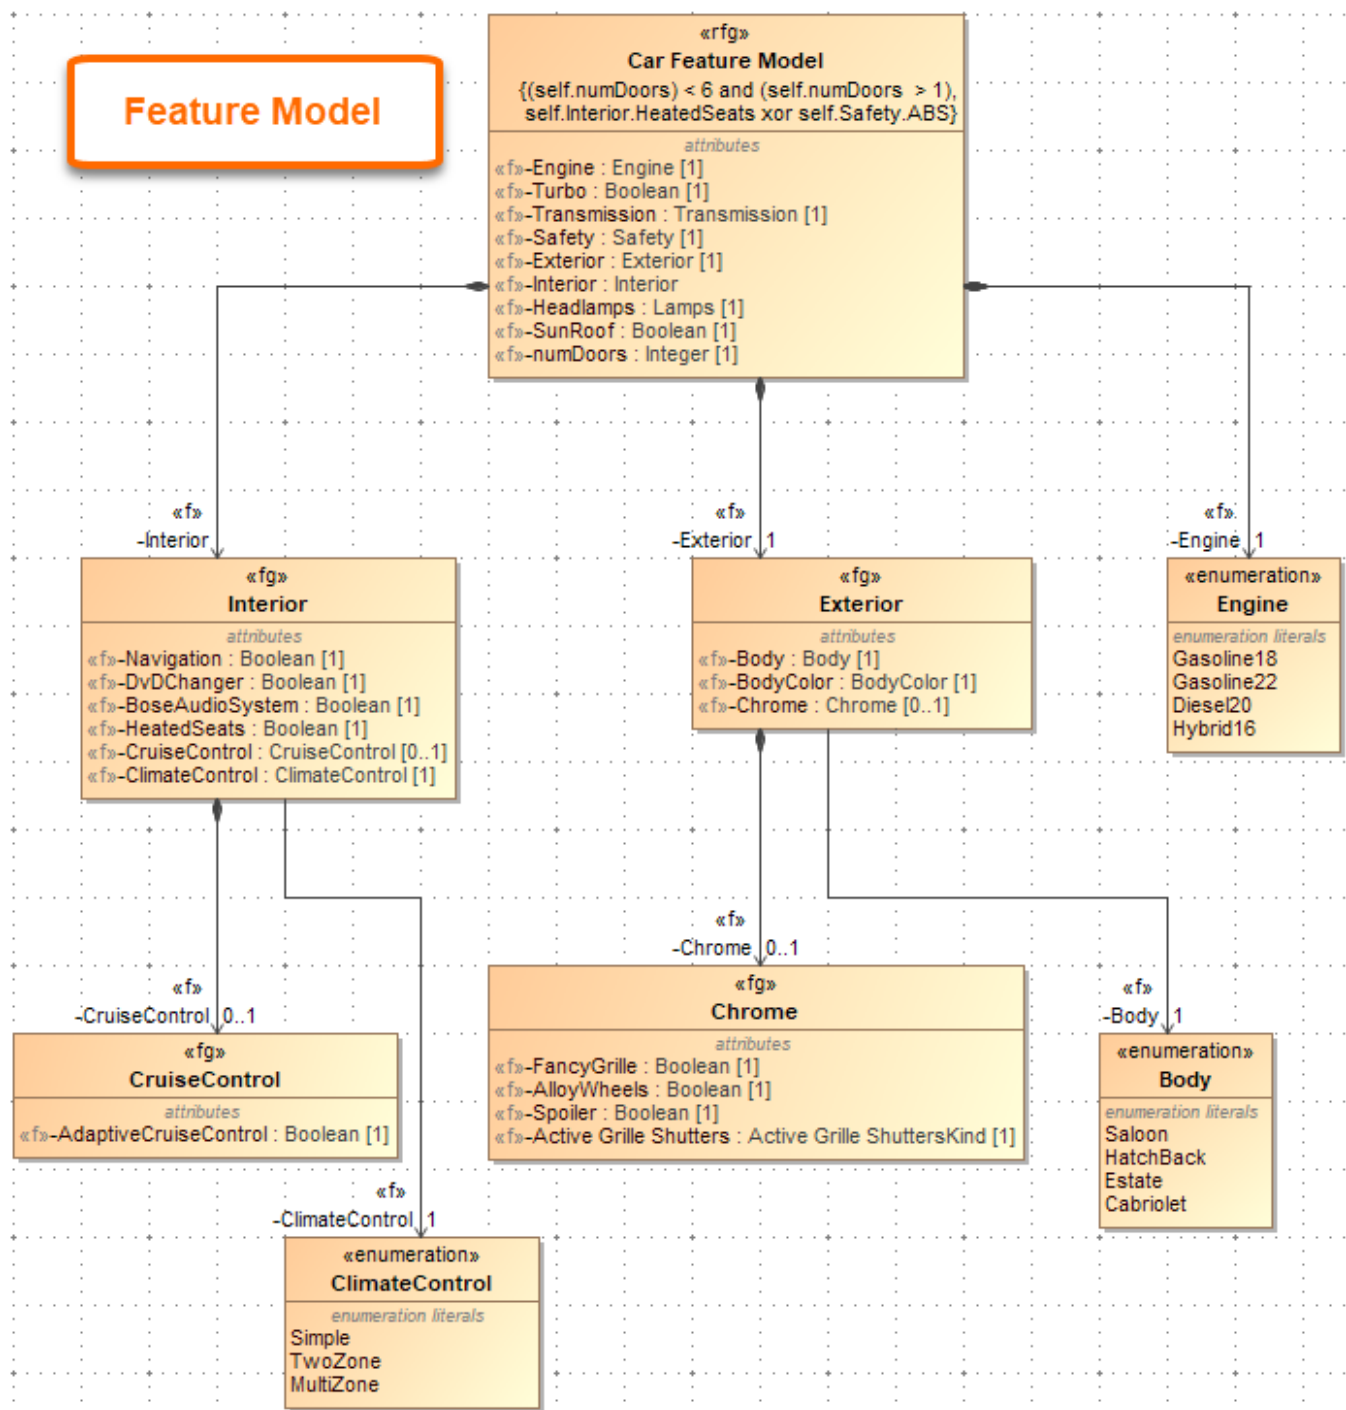 Feature Model
«rfg»
Car Feature Model
{(self.numDoors) < 6 and (self.numDoors > 1),
self.Interior.HeatedSeats xor self.Safety.ABS}
attributes
«f»-Engine : Engine [1]
«f»-Turbo : Boolean [1]
«f»-Transmission : Transmission [1]
«f»-Safety : Safety [1]
«f»-Exterior : Exterior [1]
«f»-Interior : Interior
«f»-Headlamps : Lamps [1]
«f»-SunRoof : Boolean [1]
«f»-numDoors : Integer [1]
«f»
-Interior
«f»
-Exterior 1
«f»
-Engine 1
«fg»
Interior
attributes
«f»-Navigation : Boolean [1]
«f»-DvDChanger : Boolean [1]
«f»-BoseAudioSystem : Boolean [1]
«f»-HeatedSeats : Boolean [1]
«f»-CruiseControl : CruiseControl [0..1]
«f»-ClimateControl : ClimateControl [1]
«fg»
Exterior
attributes
«f»-Body : Body [1]
«f»-BodyColor : BodyColor [1]
«f»-Chrome : Chrome [0..1]
«enumeration»
Engine
enumeration literals
Gasoline18
Gasoline22
Diesel20
Hybrid16
«f»
-CruiseControl 0..1
«f»
-Chrome 0..1
«f»
-Body 1
«fg»
CruiseControl
attributes
«f»-AdaptiveCruiseControl : Boolean [1]
«fg»
Chrome
attributes
«f»-FancyGrille : Boolean [1]
«f»-AlloyWheels : Boolean [1]
«f»-Spoiler : Boolean [1]
«f»-Active Grille Shutters : Active Grille ShuttersKind [1]
«enumeration»
Body
enumeration literals
Saloon
HatchBack
Estate
Cabriolet
«f»
-ClimateControl 1
«enumeration»
ClimateControl
enumeration literals
Simple
TwoZone
MultiZone